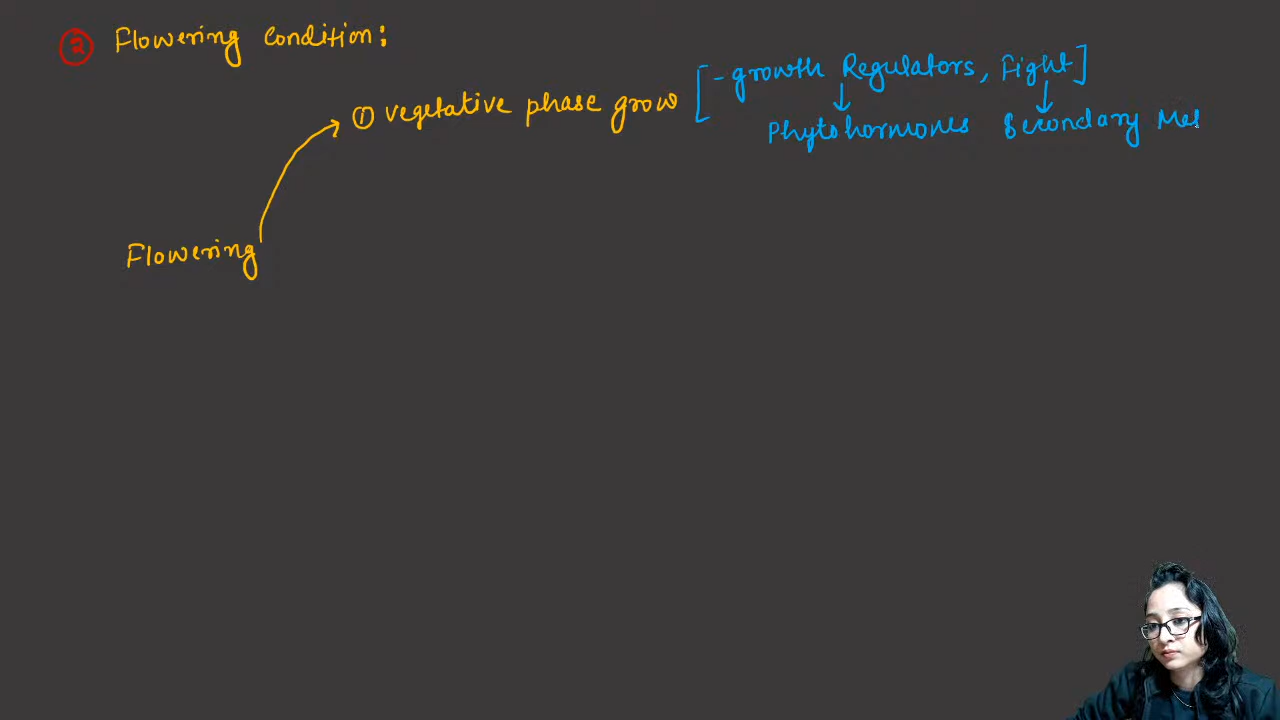 2 Flowering Condition:
① vegetative phase grow [- growth Regulators, Fight]
Phytohormones Secondary Met
Flowering